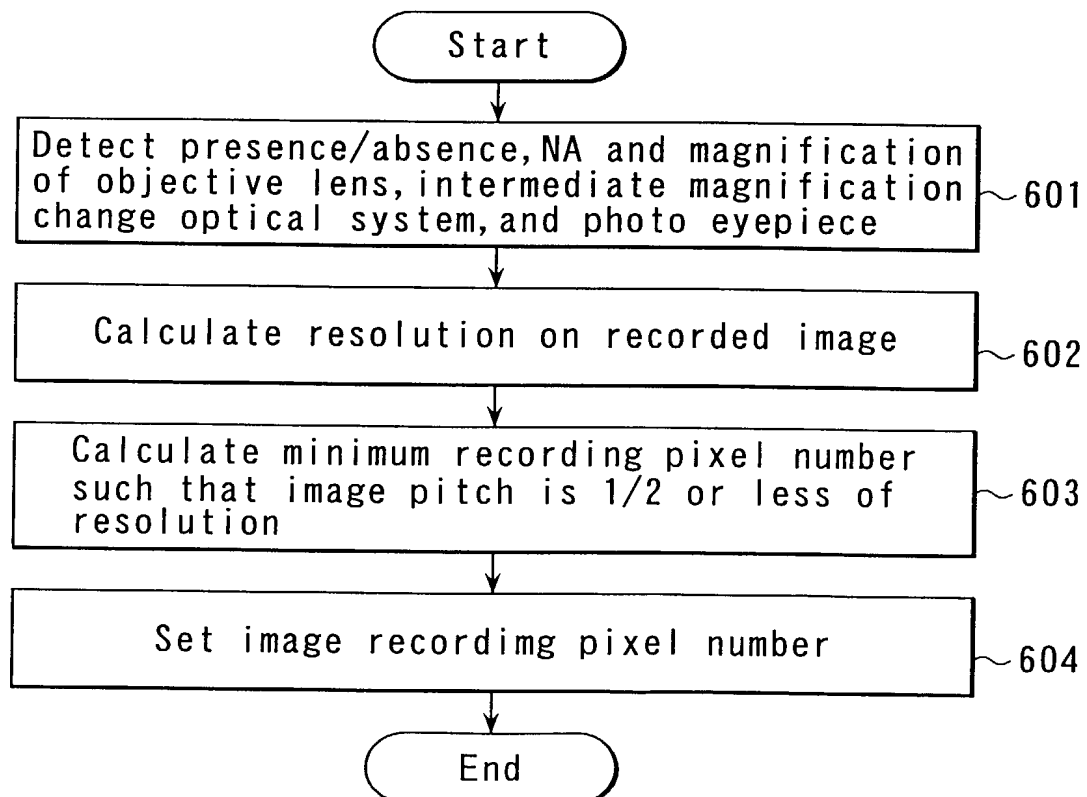 Start
Detect presence/absence, NA and magnification
of objective lens, intermediate magnification
change optical system, and photo eyepiece
601
Calculate resolution on recorded image
602
Calculate minimum recording pixel number
such that image pitch is 1/2 or less of
resolution
603
Set image recordimg pixel number
604
End